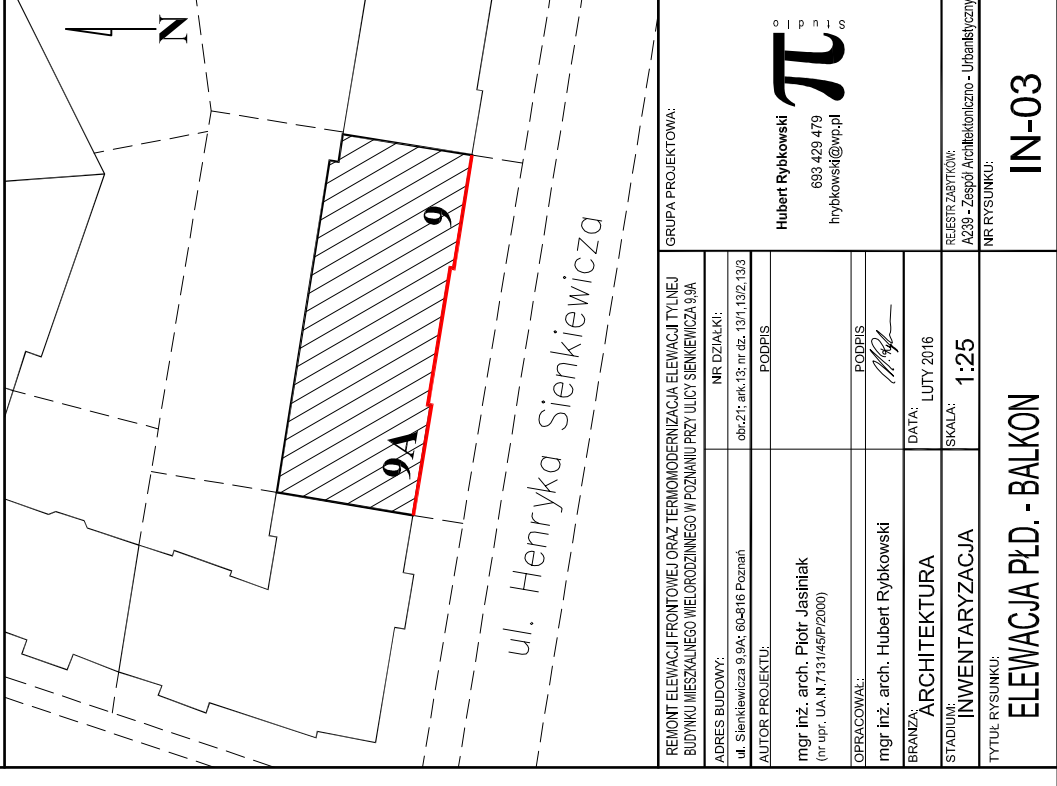 N
9
9A
ul. Henryka Sienkiewicza
REMONT ELEWACJI FRONTOWEJ ORAZ TERMOMODERNIZACJA ELEWACJI TYLNEJ
BUDYNKU MIESZKALNEGO WIELORODZINNEGO W POZNANIU PRZY ULICY SIENKIEWICZA 9,9A
ADRES BUDOWY:
ul. Sienkiewicza 9,9A; 60-816 Poznań
NR DZIAŁKI:
obr.21; ark.13; nr dz. 13/1,13/2,13/3
AUTOR PROJEKTU:
PODPIS
mgr inż. arch. Piotr Jasiniak
(nr upr. UA.N.7131/45/P/2000)
OPRACOWAŁ:
PODPIS
mgr inż. arch. Hubert Rybkowski
BRANŻA:
ARCHITEKTURA
DATA:
LUTY 2016
STADIUM:
INWENTARYZACJA
SKALA:
1:25
TYTUŁ RYSUNKU:
ELEWACJA PŁD. - BALKON
GRUPA PROJEKTOWA:
Hubert Rybkowski
693 429 479
hrybkowski@wp.pl
π
Studio
REJESTR ZABYTKÓW:
A239 - Zespół Architektoniczno - Urbanistyczny
NR RYSUNKU:
IN-03